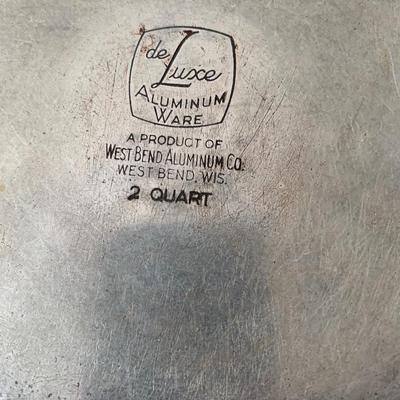 de
Luxe
ALUMINUM
WARE
A PRODUCT OF
WEST BEND ALUMINUM CO.
WEST BEND, WIS.
2 QUART